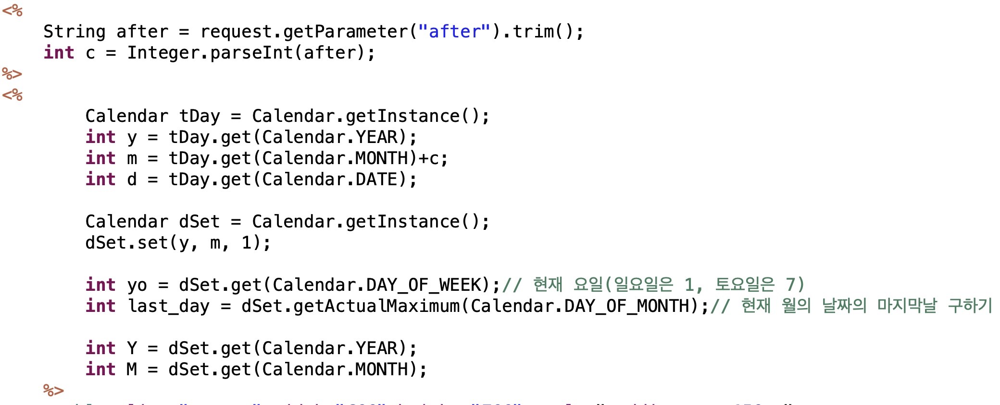 <%
String after = request.getParameter("after").trim();
int c = Integer.parseInt(after);
%>
<%
Calendar tDay = Calendar.getInstance();
int y = tDay.get(Calendar.YEAR);
int m = tDay.get(Calendar.MONTH)+c;
int d = tDay.get(Calendar.DATE);
Calendar dSet = Calendar.getInstance();
dSet.set(y, m, 1);
int yo = dSet.get(Calendar.DAY_OF_WEEK);// 현재 요일(일요일은 1, 토요일은 7)
int last_day = dSet.getActualMaximum(Calendar.DAY_OF_MONTH);// 현재 월의 날짜의 마지막날 구하기
int Y = dSet.get(Calendar.YEAR);
int M = dSet.get(Calendar.MONTH);
%>